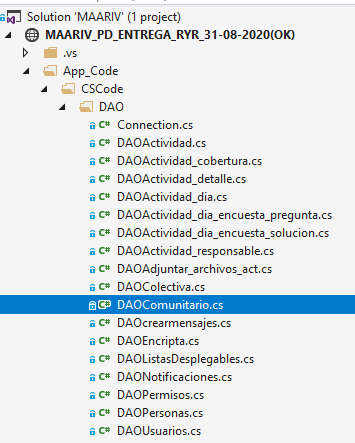 Solution 'MAARIV' (1 project)
MAARIV_PD_ENTREGA_RYR_31-08-2020(OK)
.vs
App_Code
CSCode
DAO
C# Connection.cs
C# DAOActividad.cs
C# DAOActividad_cobertura.cs
C# DAOActividad_detalle.cs
C# DAOActividad_dia.cs
C# DAOActividad_dia_encuesta_pregunta.cs
C# DAOActividad_dia_encuesta_solucion.cs
C# DAOActividad_responsable.cs
C# DAOAdjuntar_archivos_act.cs
C# DAOColectiva.cs
C# DAOComunitario.cs
C# DAOcrearmensajes.cs
C# DAOEncripta.cs
C# DAOListasDesplegables.cs
C# DAONotificaciones.cs
C# DAOPermisos.cs
C# DAOPersonas.cs
C# DAOUsuarios.cs